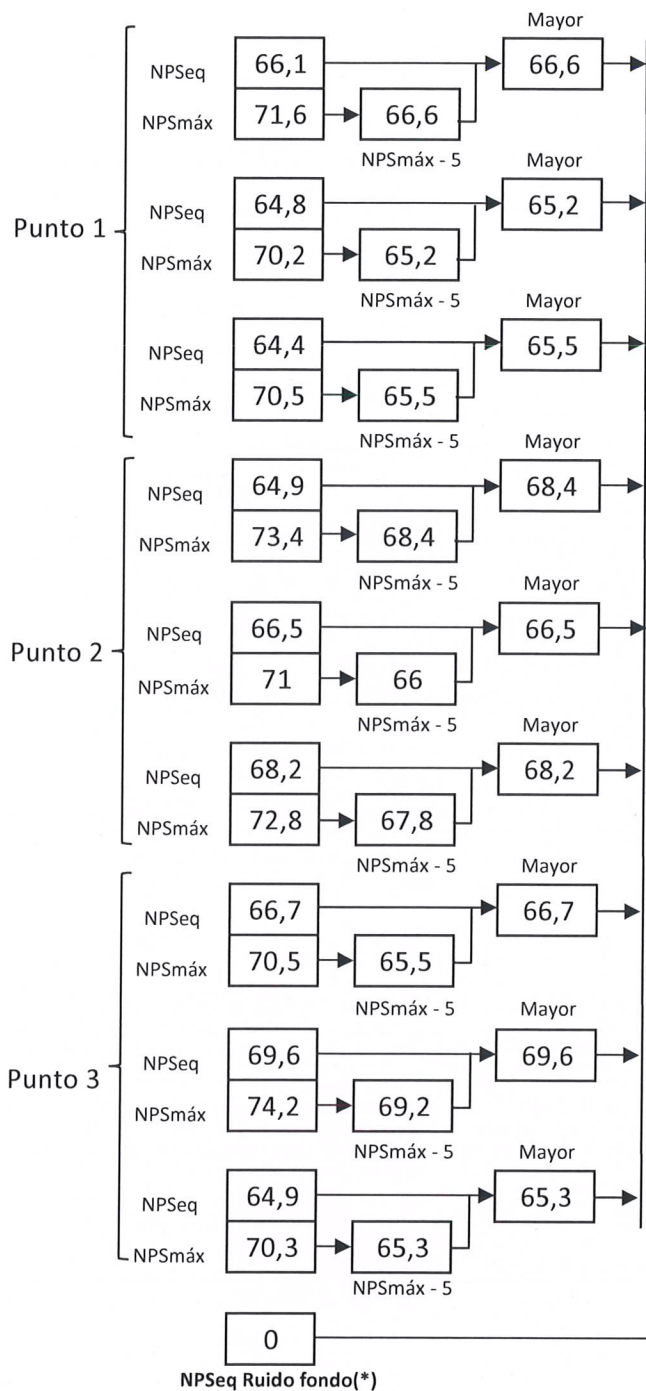 Mayor
NPSeq 66,1 66,6
NPSmáx 71,6 66,6
NPSmáx - 5
Mayor
NPSeq 64,8 65,2
Punto 1
NPSmáx 70,2 65,2
NPSmáx - 5
Mayor
NPSeq 64,4 65,5
NPSmáx 70,5 65,5
NPSmáx - 5
Mayor
NPSeq 64,9 68,4
NPSmáx 73,4 68,4
NPSmáx - 5
Mayor
NPSeq 66,5 66,5
Punto 2
NPSmáx 71 66
NPSmáx - 5
Mayor
NPSeq 68,2 68,2
NPSmáx 72,8 67,8
NPSmáx - 5
Mayor
NPSeq 66,7 66,7
NPSmáx 70,5 65,5
NPSmáx - 5
Mayor
NPSeq 69,6 69,6
Punto 3
NPSmáx 74,2 69,2
NPSmáx - 5
Mayor
NPSeq 64,9 65,3
NPSmáx 70,3 65,3
NPSmáx - 5
0
NPSeq Ruido fondo(*)